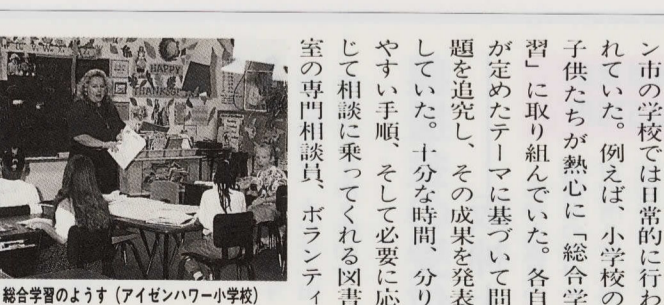 ン市の学校では日常的に行わ
れていた。例えば、小学校の
子供たちが熱心に「総合学
習」に取り組んでいた。各自
が定めたテーマに基づいて問
題を追究し、その成果を発表
していた。十分な時間、分り
やすい手順、そして必要に応
じて相談に乗ってくれる図書
室の専門相談員、ボランティ
HAPPY
THANKSGIV
総合学習のようす（アイゼンハワー小学校）